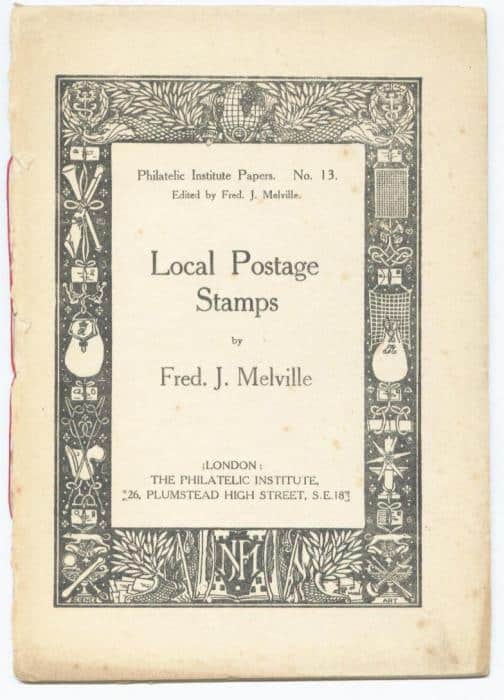 Philatelic Institute Papers. No. 13.
Edited by Fred. J. Melville.
Local Postage
Stamps
by
Fred. J. Melville
:LONDON:
THE PHILATELIC INSTITUTE,
"26, PLUMSTEAD HIGH STREET, S.E.18"
SCIENCE
ART